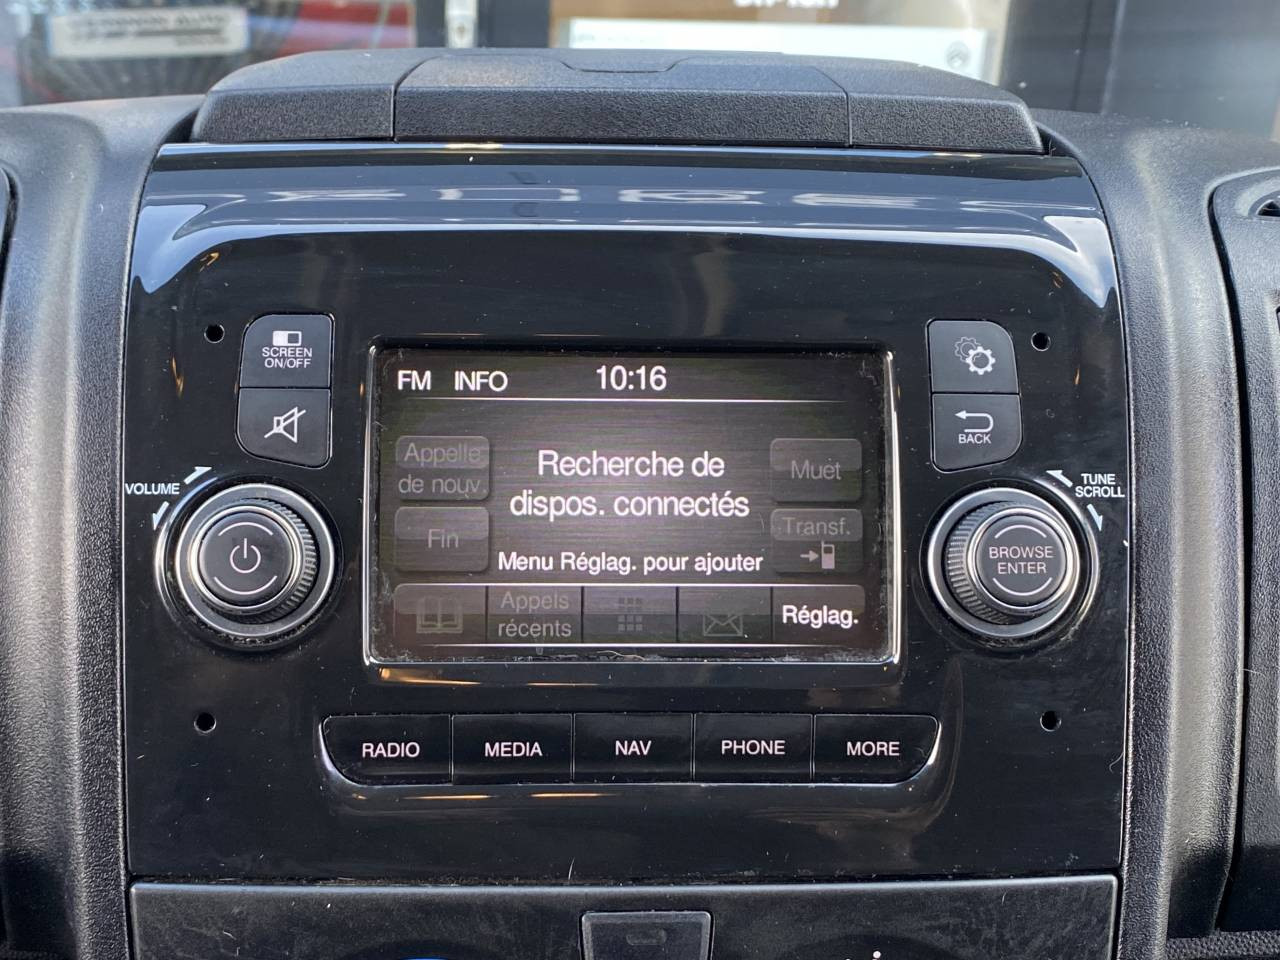 SCREEN
ON/OFF
VOLUME
FM INFO 10:16
Appelle
de nouv.
Fin
Recherche de
dispos. connectés
Menu Réglag. pour ajouter
Muet
Transf.
Appels
récents
Réglag.
BACK
TUNE
SCROLL
BROWSE
ENTER
RADIO
MEDIA
NAV
PHONE
MORE